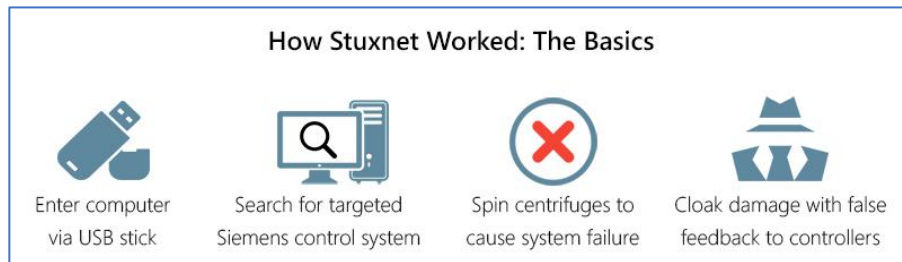 How Stuxnet Worked: The Basics
Enter computer
via USB stick
Search for targeted
Siemens control system
Spin centrifuges to
cause system failure
Cloak damage with false
feedback to controllers